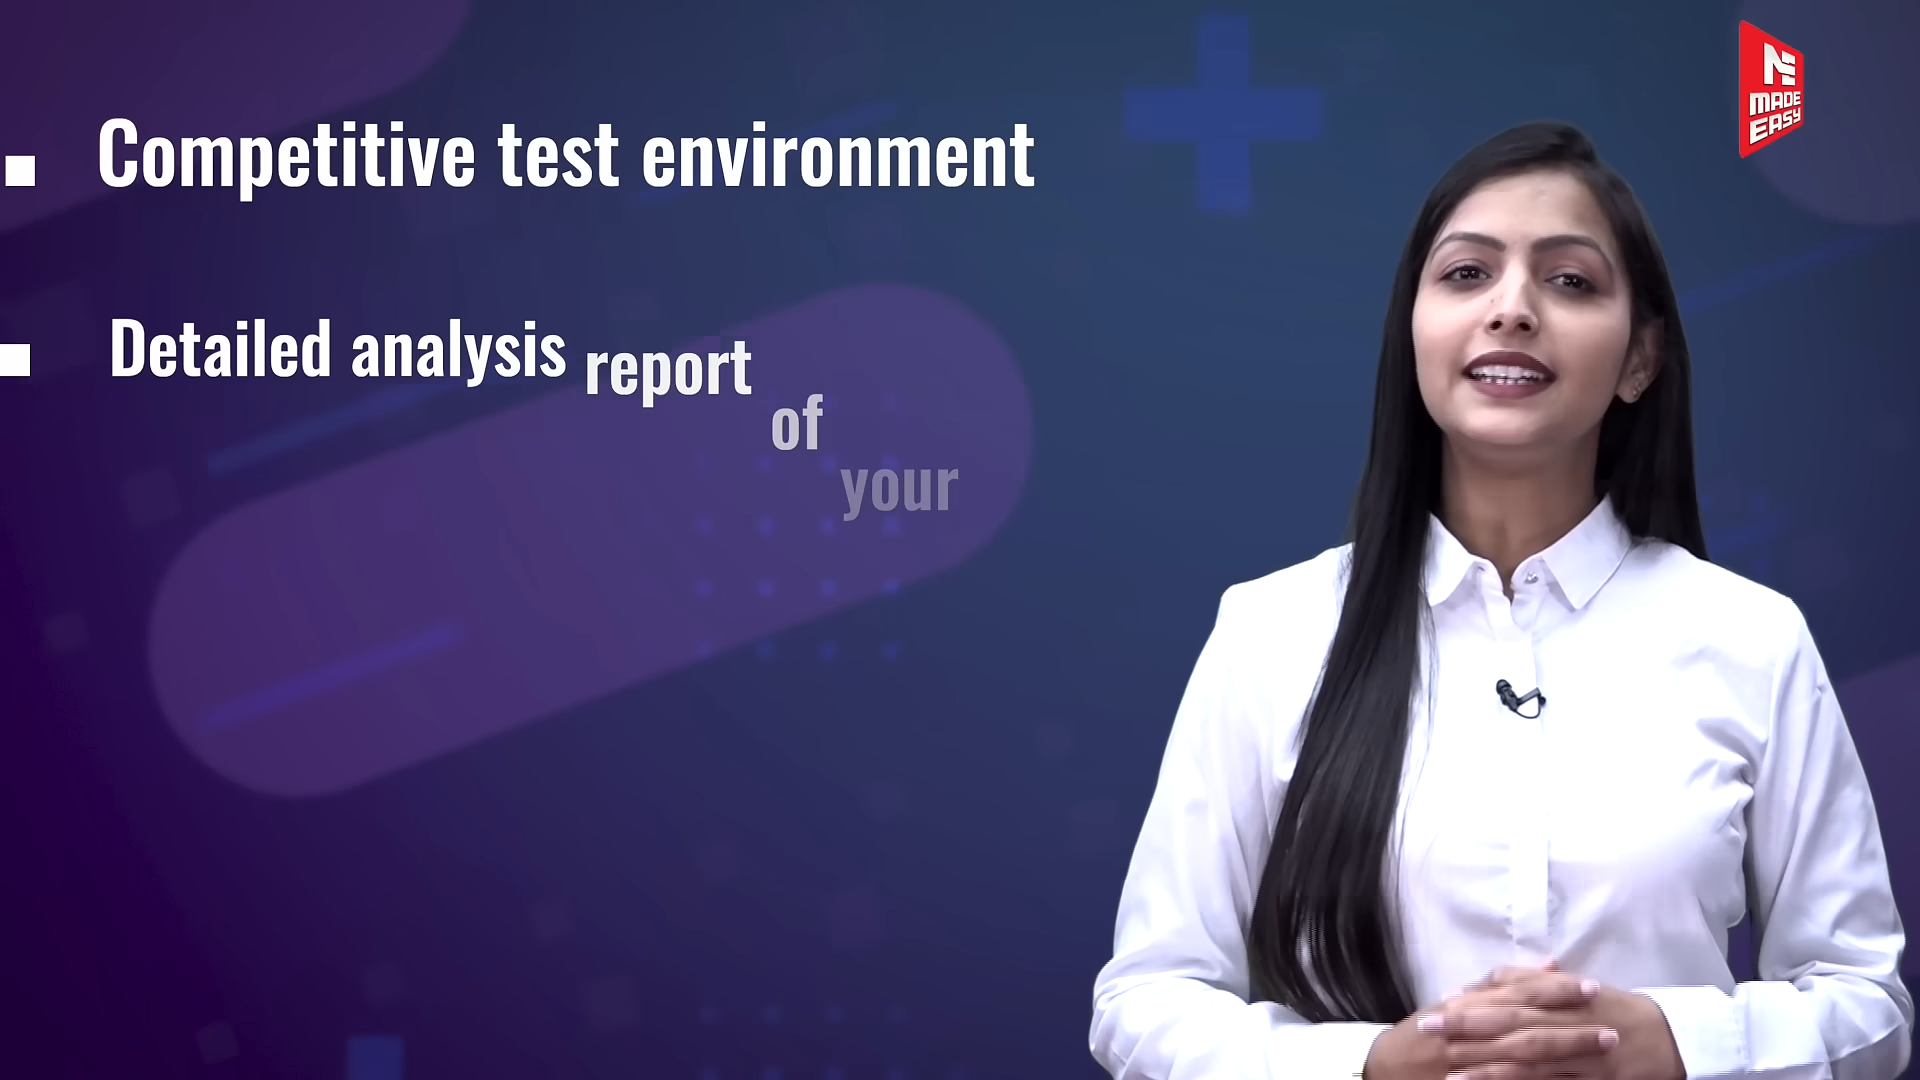 Competitive test environment
Detailed analysis report of your
MADE
EASY